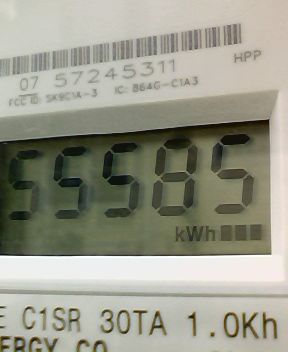 HPP
07 57245311
FCC ID: SK9C1A-3 IC: 864G-C1A3
55585
kWh
E C1SR 30TA 1.0Kh
ERGY CO